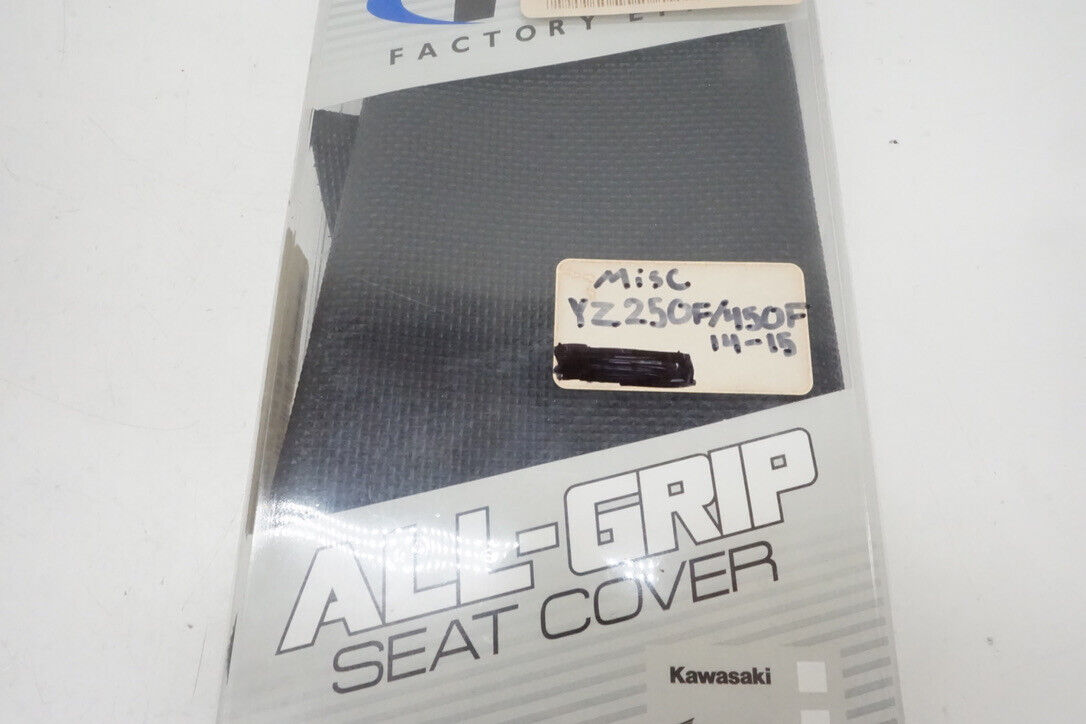 FACTORY
Misc
YZ250F/450F
14-15
ALL-GRIP
SEAT COVER
Kawasaki